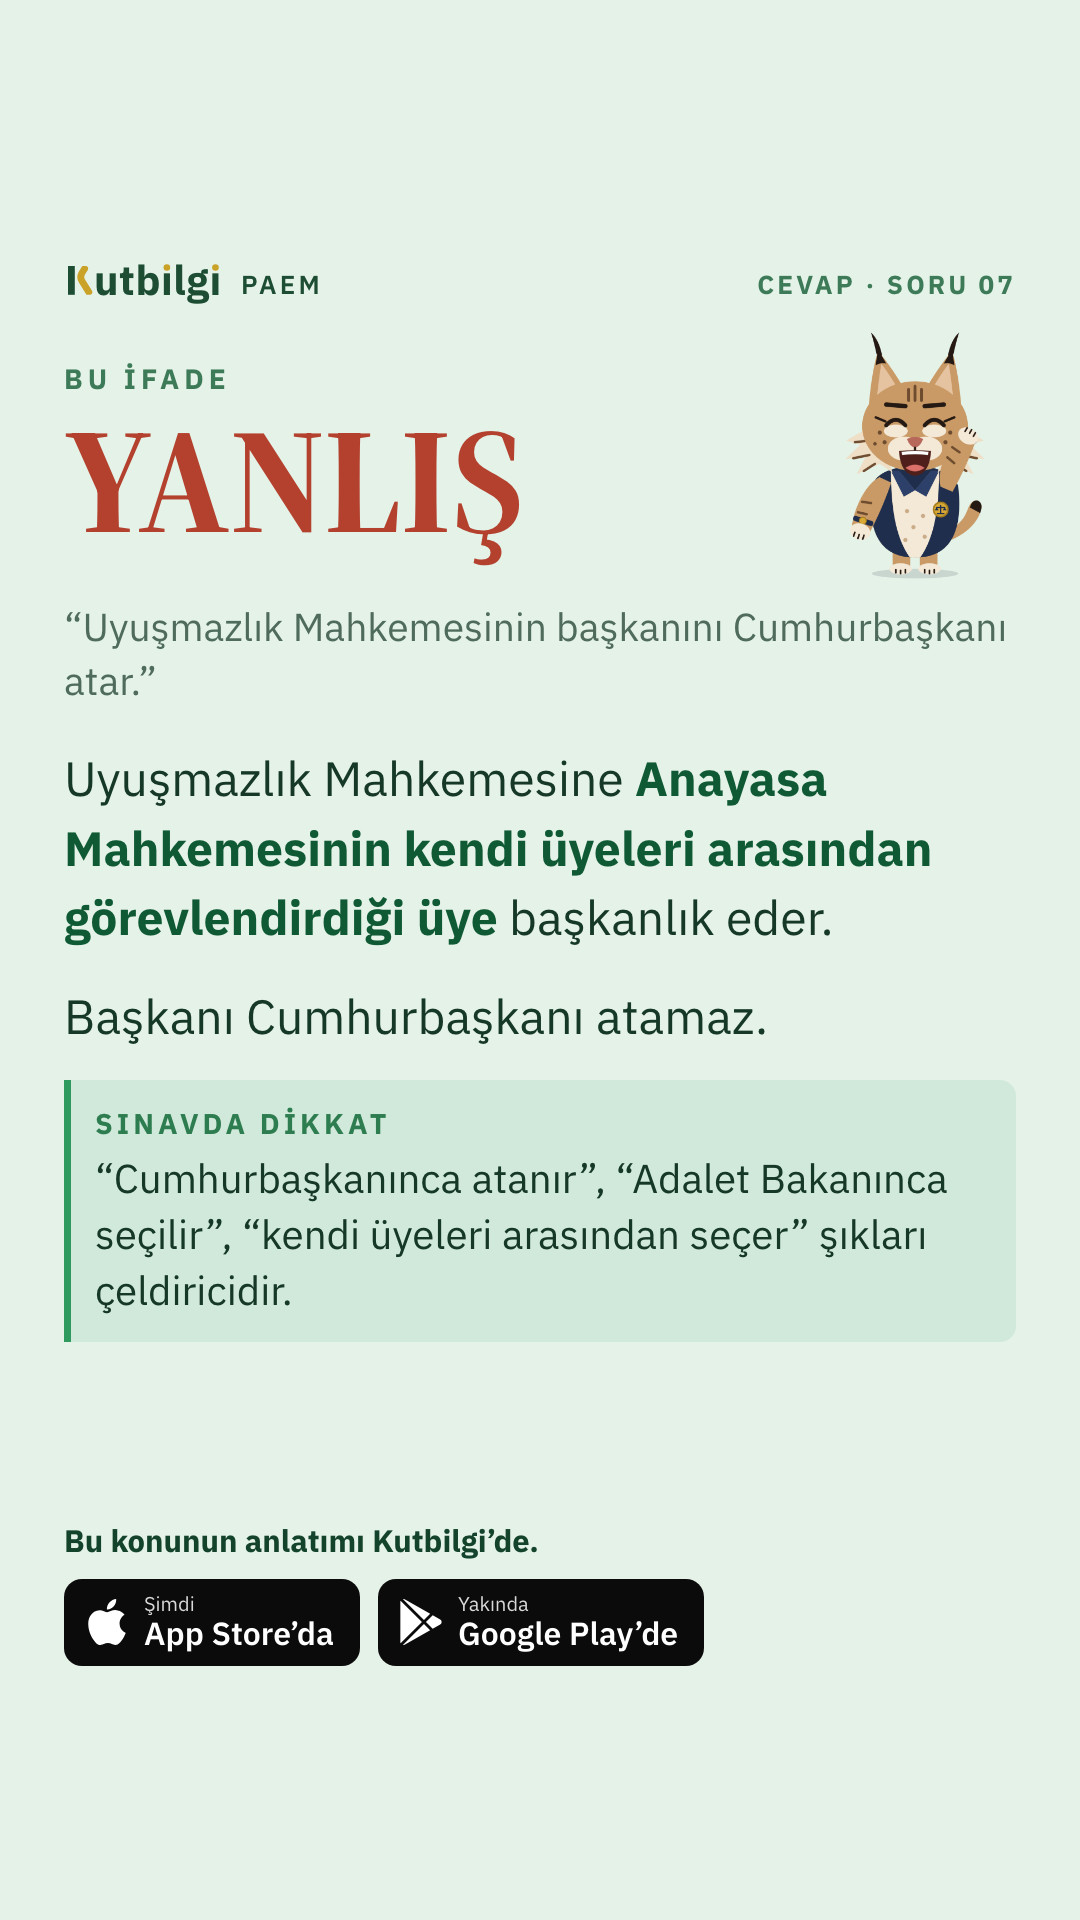 Kutbilgi PAEM
CEVAP · SORU 07
BU İFADE
YANLIŞ
“Uyuşmazlık Mahkemesinin başkanını Cumhurbaşkanı
atar.”
Uyuşmazlık Mahkemesine Anayasa
Mahkemesinin kendi üyeleri arasından
görevlendirdiği üye başkanlık eder.
Başkanı Cumhurbaşkanı atamaz.
SINAVDA DİKKAT
“Cumhurbaşkanınca atanır”, “Adalet Bakanınca
seçilir”, “kendi üyeleri arasından seçer” şıkları
çeldiricidir.
Bu konunun anlatımı Kutbilgi’de.
Şimdi
App Store’da
Yakında
Google Play’de